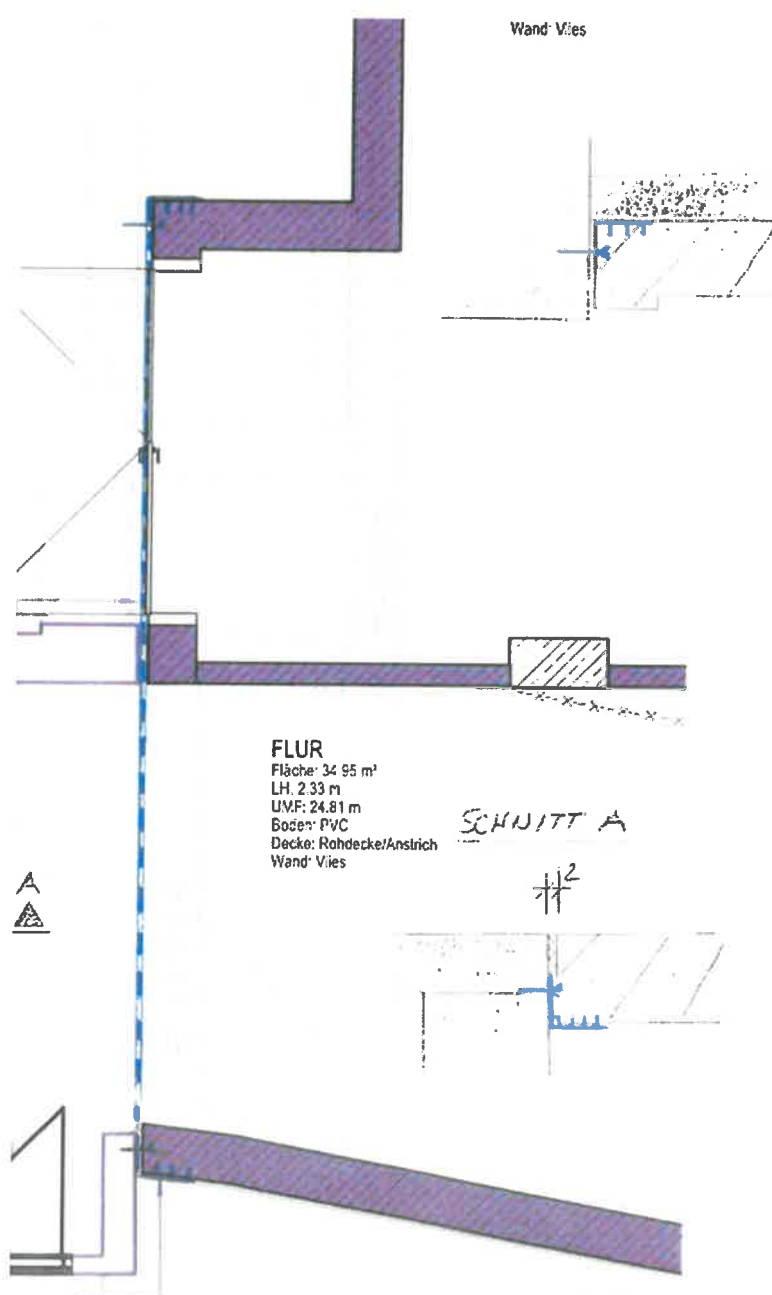 Wand: Vlies
FLUR
Fläche: 34.95 m²
LH: 2.33 m
UMF: 24.81 m
Boden: PVC
Decke: Rohdecke/Anstrich
Wand: Vlies
SCHNITT A
2
A